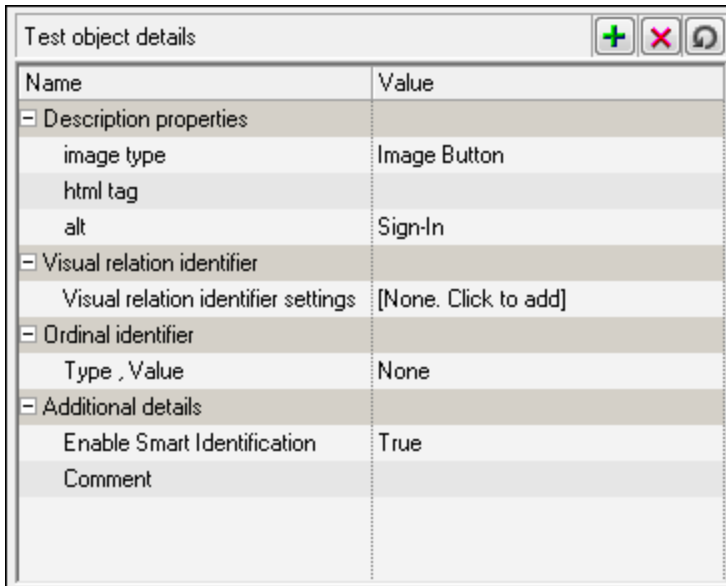 Test object details
Name Value
Description properties
image type Image Button
html tag
alt Sign-In
Visual relation identifier
Visual relation identifier settings [None. Click to add]
Ordinal identifier
Type , Value None
Additional details
Enable Smart Identification True
Comment